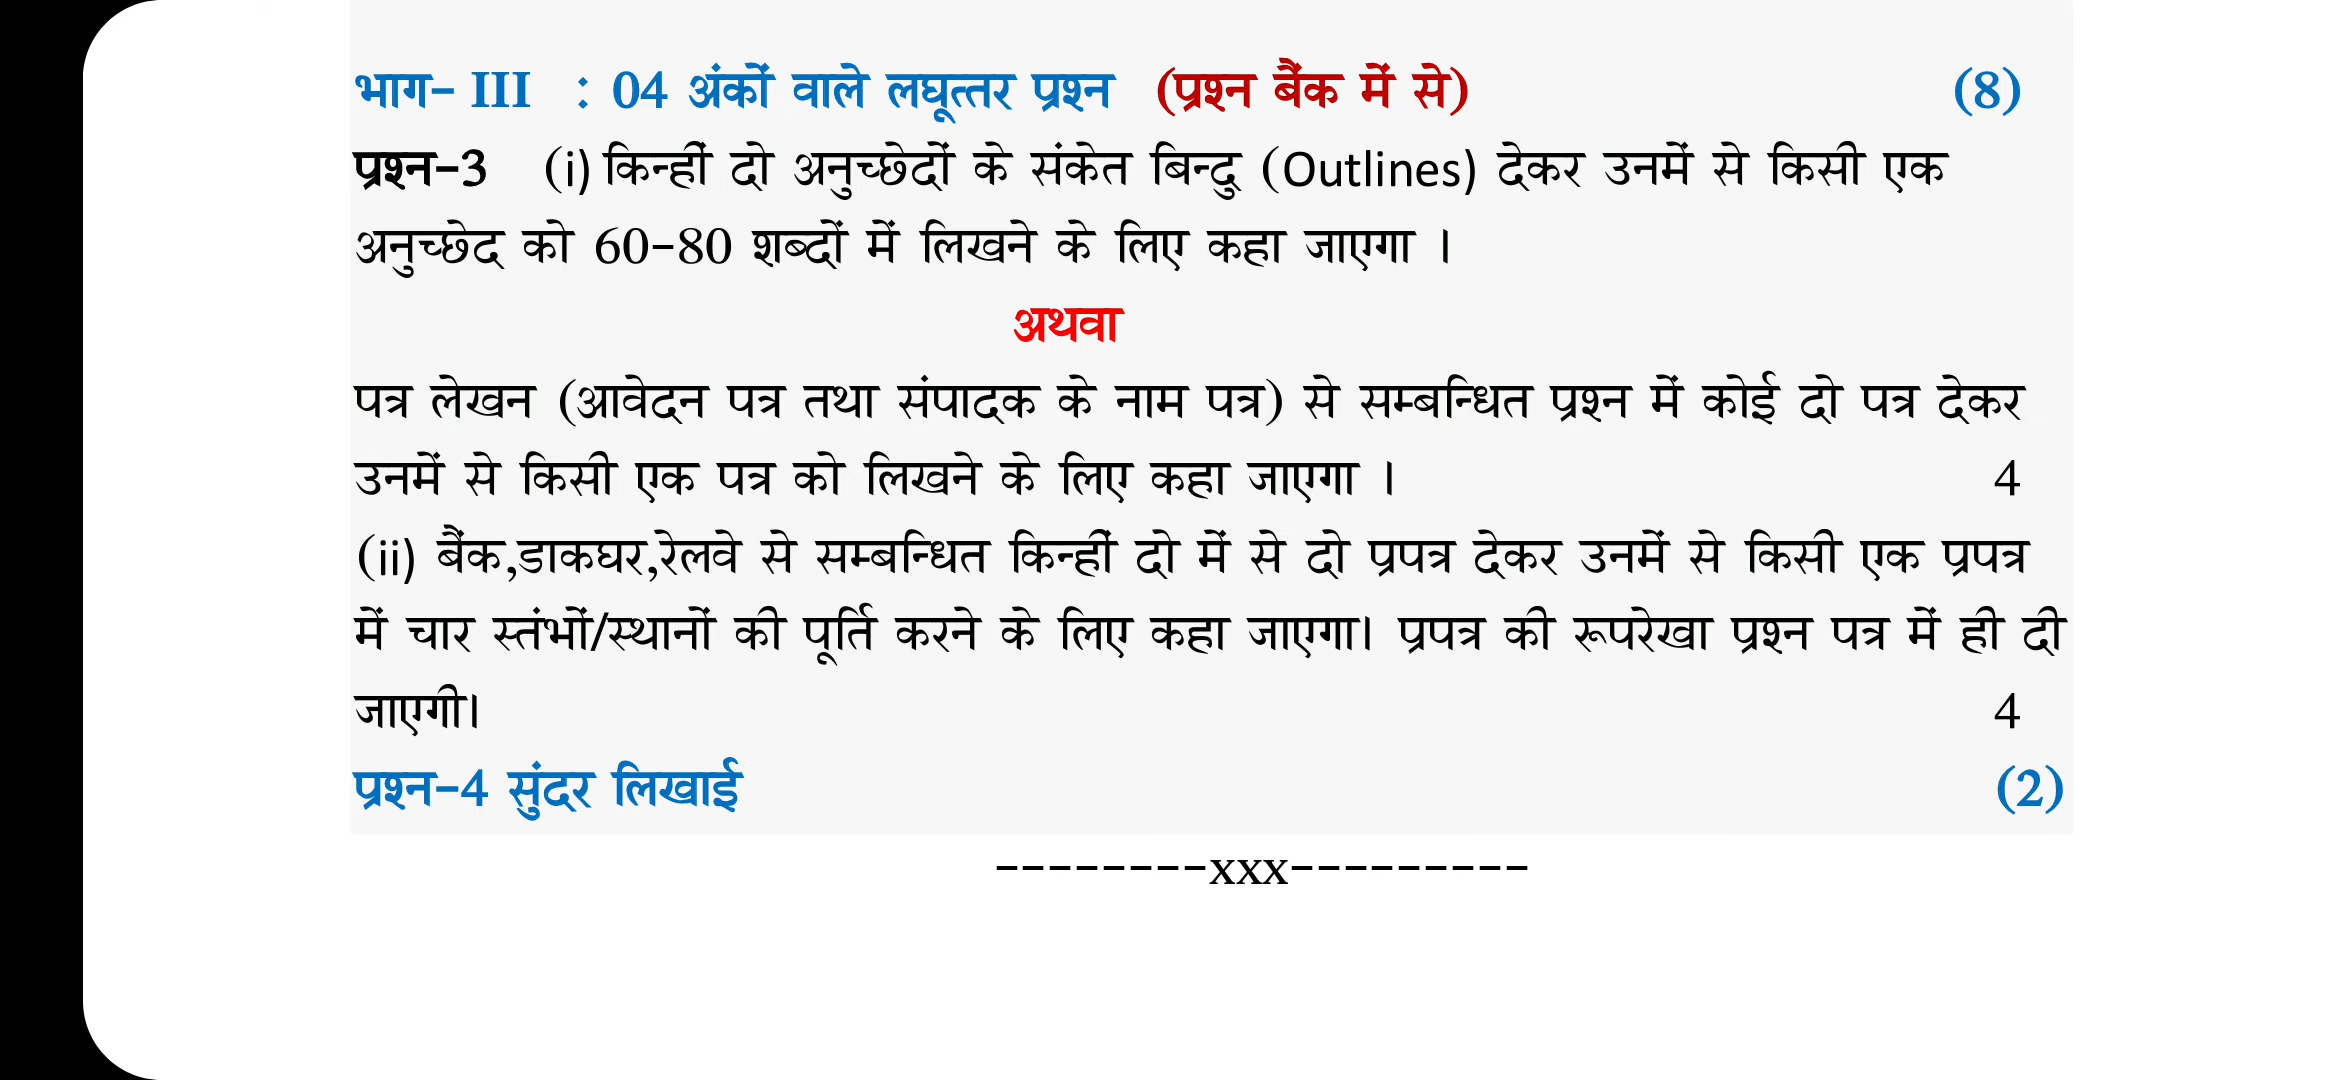 भाग- III : 04 अंकों वाले लघूत्तर प्रश्न (प्रश्न बैंक में से) (8)
प्रश्न-3 (i) किन्हीं दो अनुच्छेदों के संकेत बिन्दु (Outlines) देकर उनमें से किसी एक
अनुच्छेद को 60-80 शब्दों में लिखने के लिए कहा जाएगा ।
अथवा
पत्र लेखन (आवेदन पत्र तथा संपादक के नाम पत्र) से सम्बन्धित प्रश्न में कोई दो पत्र देकर
उनमें से किसी एक पत्र को लिखने के लिए कहा जाएगा । 4
(ii) बैंक,डाकघर,रेलवे से सम्बन्धित किन्हीं दो में से दो प्रपत्र देकर उनमें से किसी एक प्रपत्र
में चार स्तंभों/स्थानों की पूर्ति करने के लिए कहा जाएगा। प्रपत्र की रूपरेखा प्रश्न पत्र में ही दी
जाएगी। 4
प्रश्न-4 सुंदर लिखाई (2)
--------xxx---------